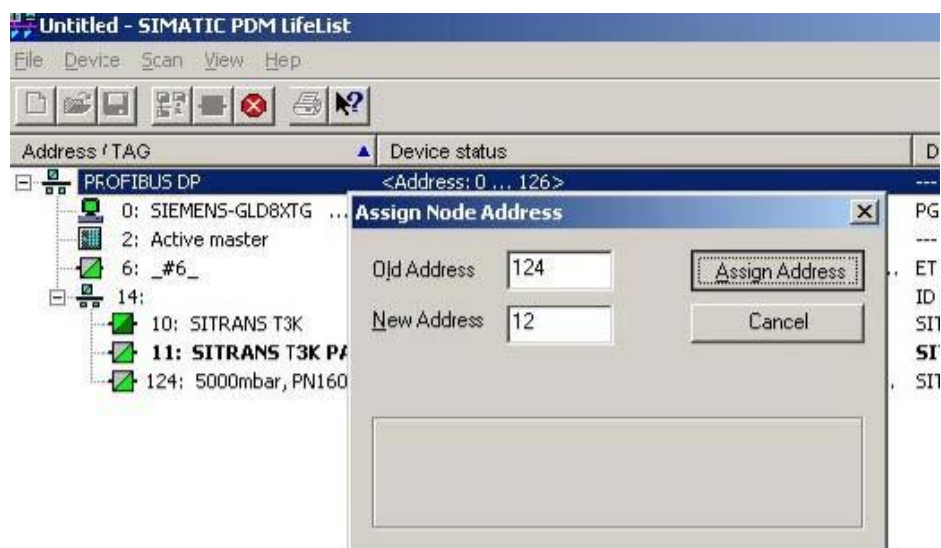 Untitled - SIMATIC PDM LifeList
File Device Scan View Help
Address / TAG Device status D
PROFIBUS DP <Address: 0 ... 126> ---
0: SIEMENS-GLD8XTG ... PG
2: Active master ---
6: _#6_ ... ET
14: ID
10: SITRANS T3K SIT
11: SITRANS T3K PA SIT
124: 5000mbar, PN160 ... SIT
Assign Node Address
Old Address 124 Assign Address
New Address 12 Cancel